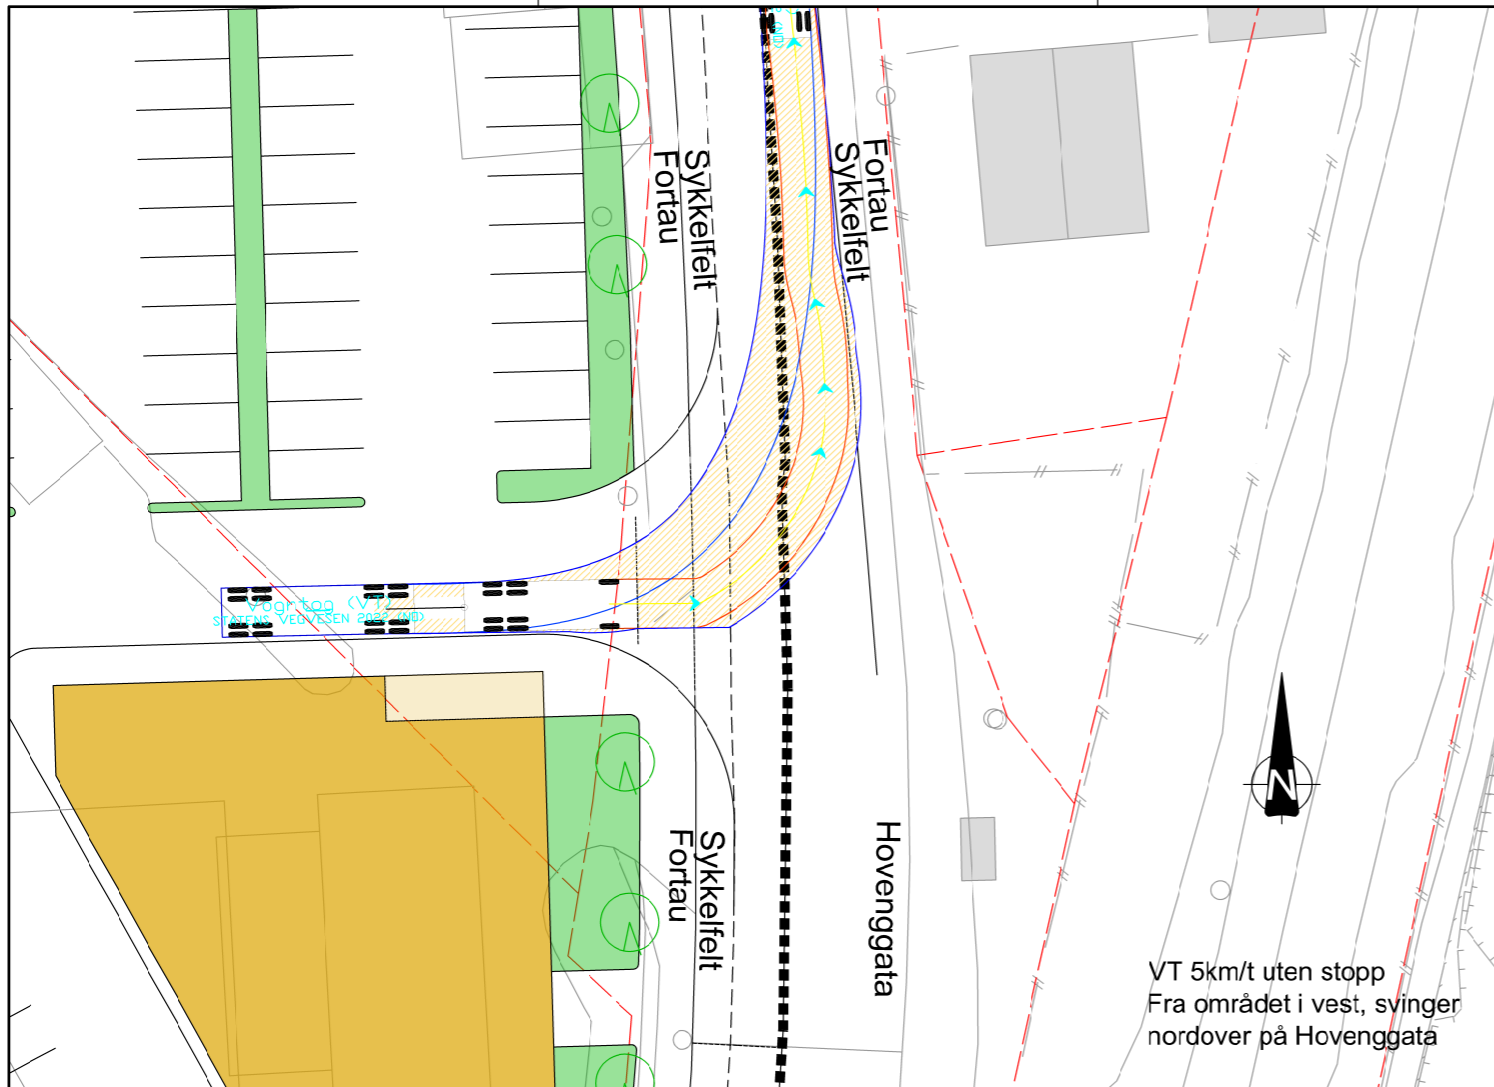 Fortau
Sykkelfelt
Sykkelfelt
Fortau
Vogntog (VT)
STATENS VEGVESEN 2022 (ND)
Sykkelfelt
Fortau
Hovenggata
N
VT 5km/t uten stopp
Fra området i vest, svinger
nordover på Hovenggata